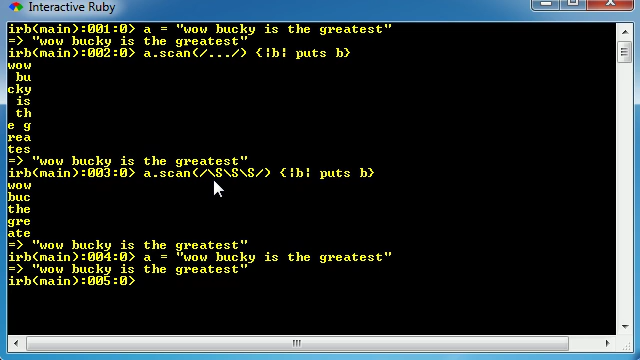 Interactive Ruby
irb(main):001:0> a = "wow bucky is the greatest"
=> "wow bucky is the greatest"
irb(main):002:0> a.scan(/.../) {|b| puts b}
wow
 bu
cky
 is
 th
e g
rea
tes
=> "wow bucky is the greatest"
irb(main):003:0> a.scan(/\S\S\S/) {|b| puts b}
wow
buc
the
gre
ate
=> "wow bucky is the greatest"
irb(main):004:0> a = "wow bucky is the greatest"
=> "wow bucky is the greatest"
irb(main):005:0>